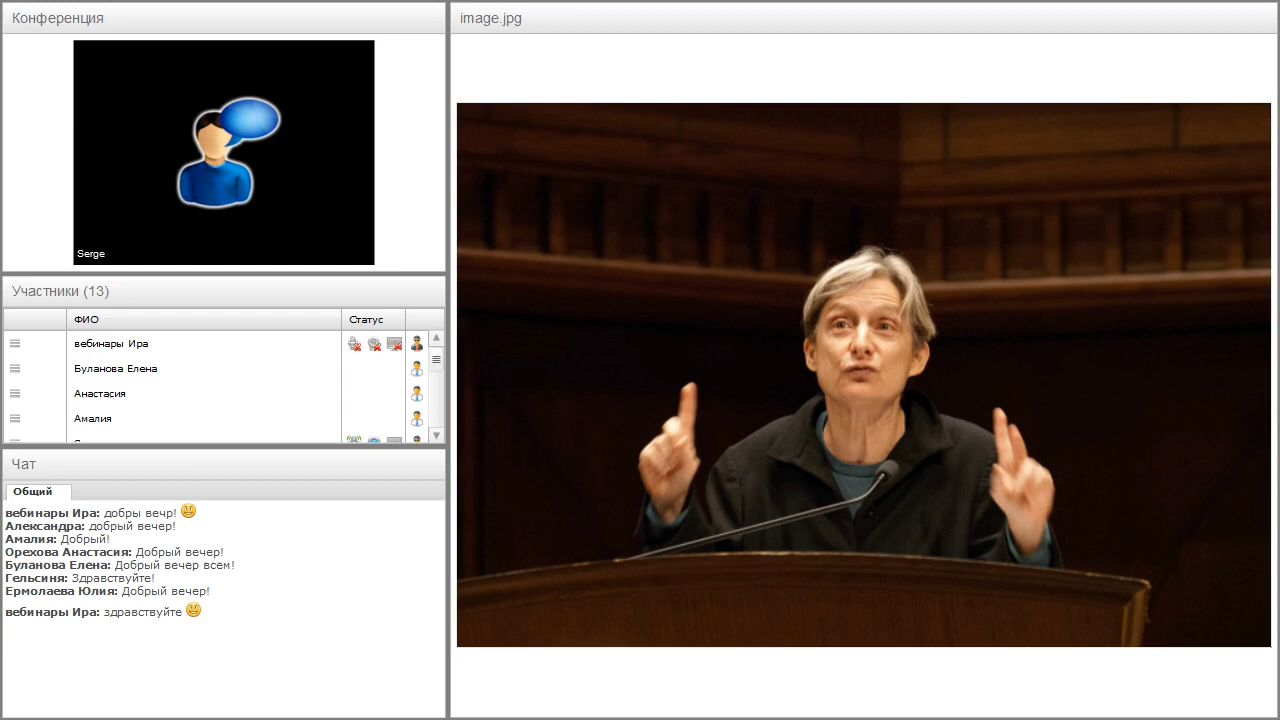 Конференция
Serge
Участники (13)
ФИО Статус
вебинары Ира
Буланова Елена
Анастасия
Амалия
Чат
Общий
вебинары Ира: добры вечр!
Александра: добрый вечер!
Амалия: Добрый!
Орехова Анастасия: Добрый вечер!
Буланова Елена: Добрый вечер всем!
Гельсиня: Здравствуйте!
Ермолаева Юлия: Добрый вечер!
вебинары Ира: здравствуйте
image.jpg